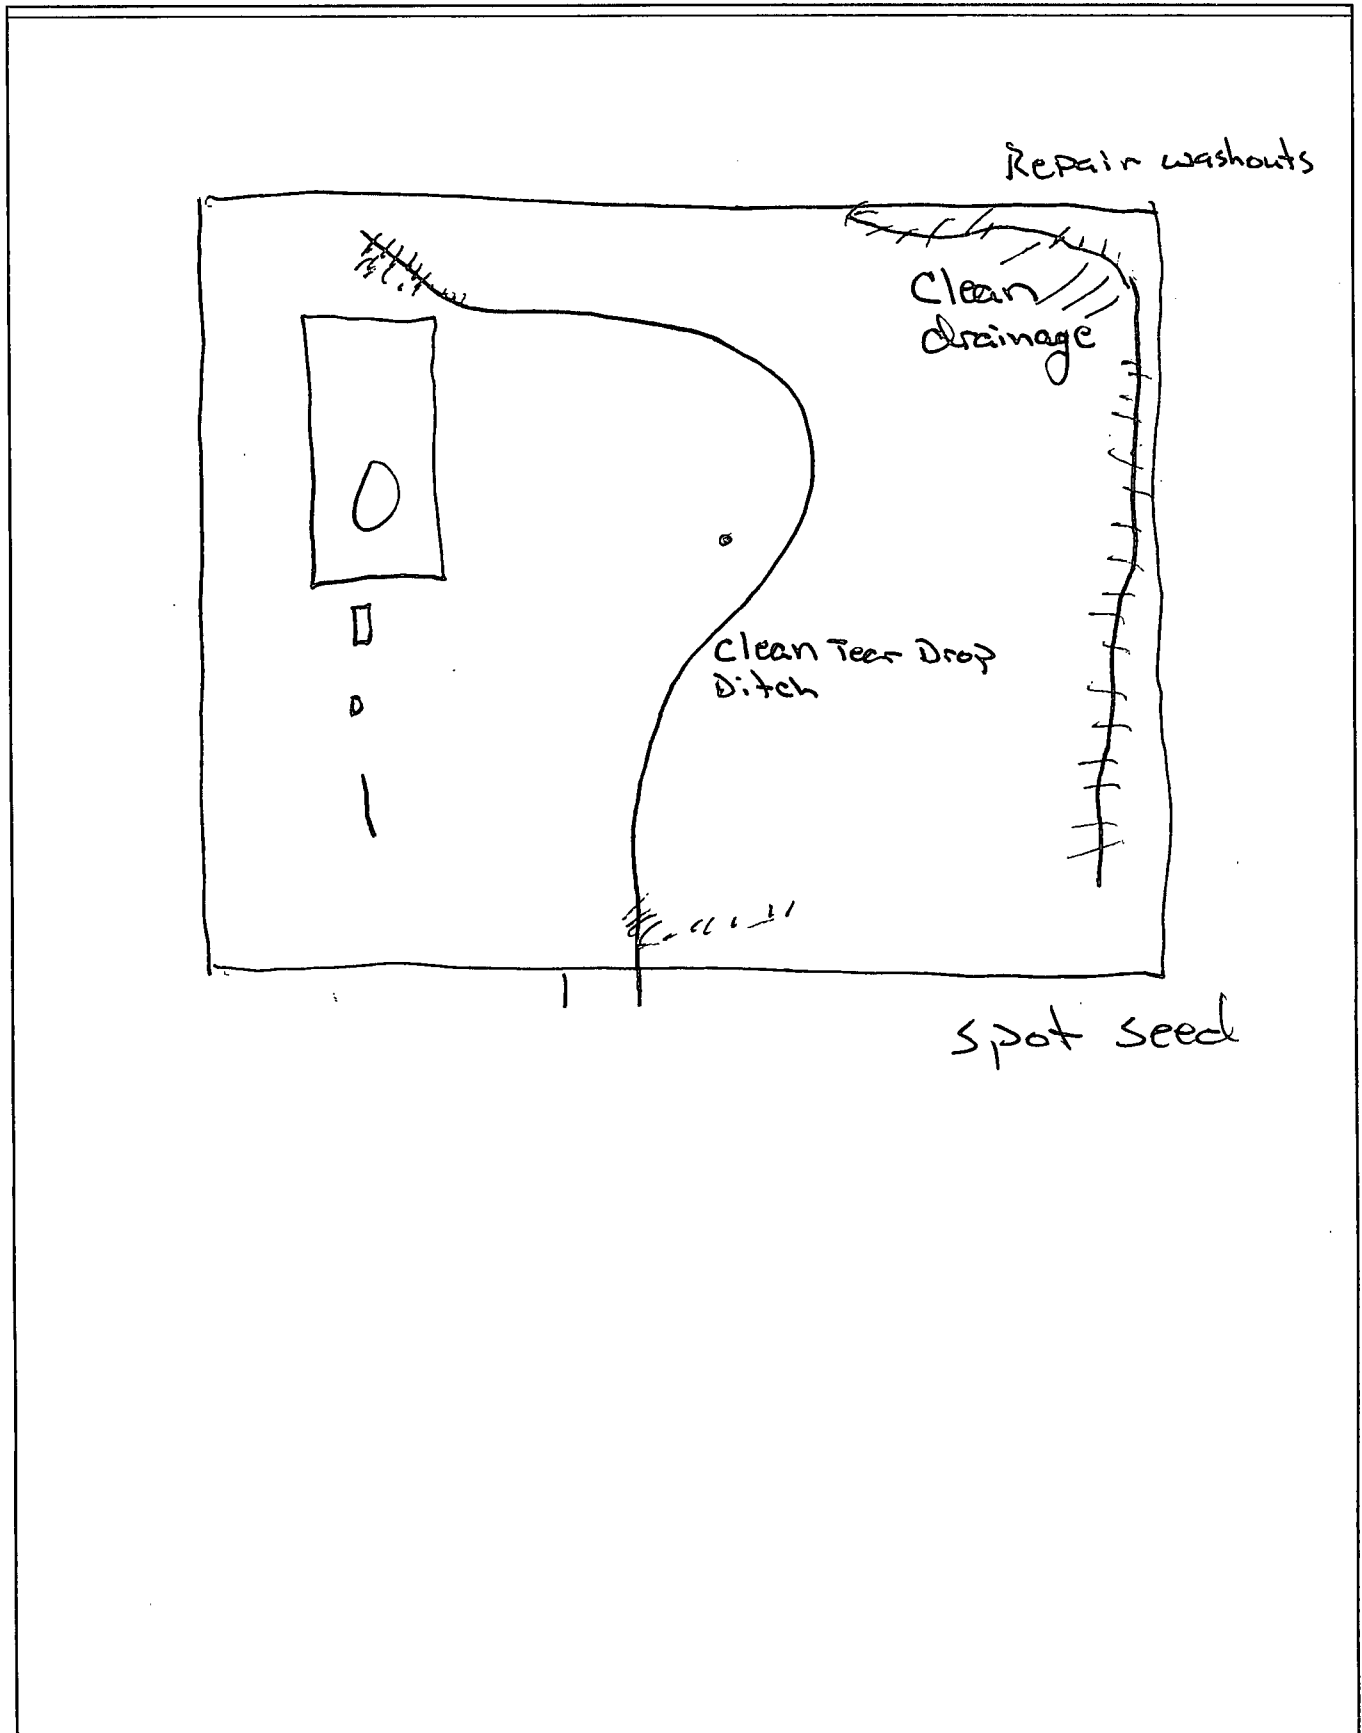 Repair washouts
Clean
drainage
Clean Tear Drop
Ditch
spot seed